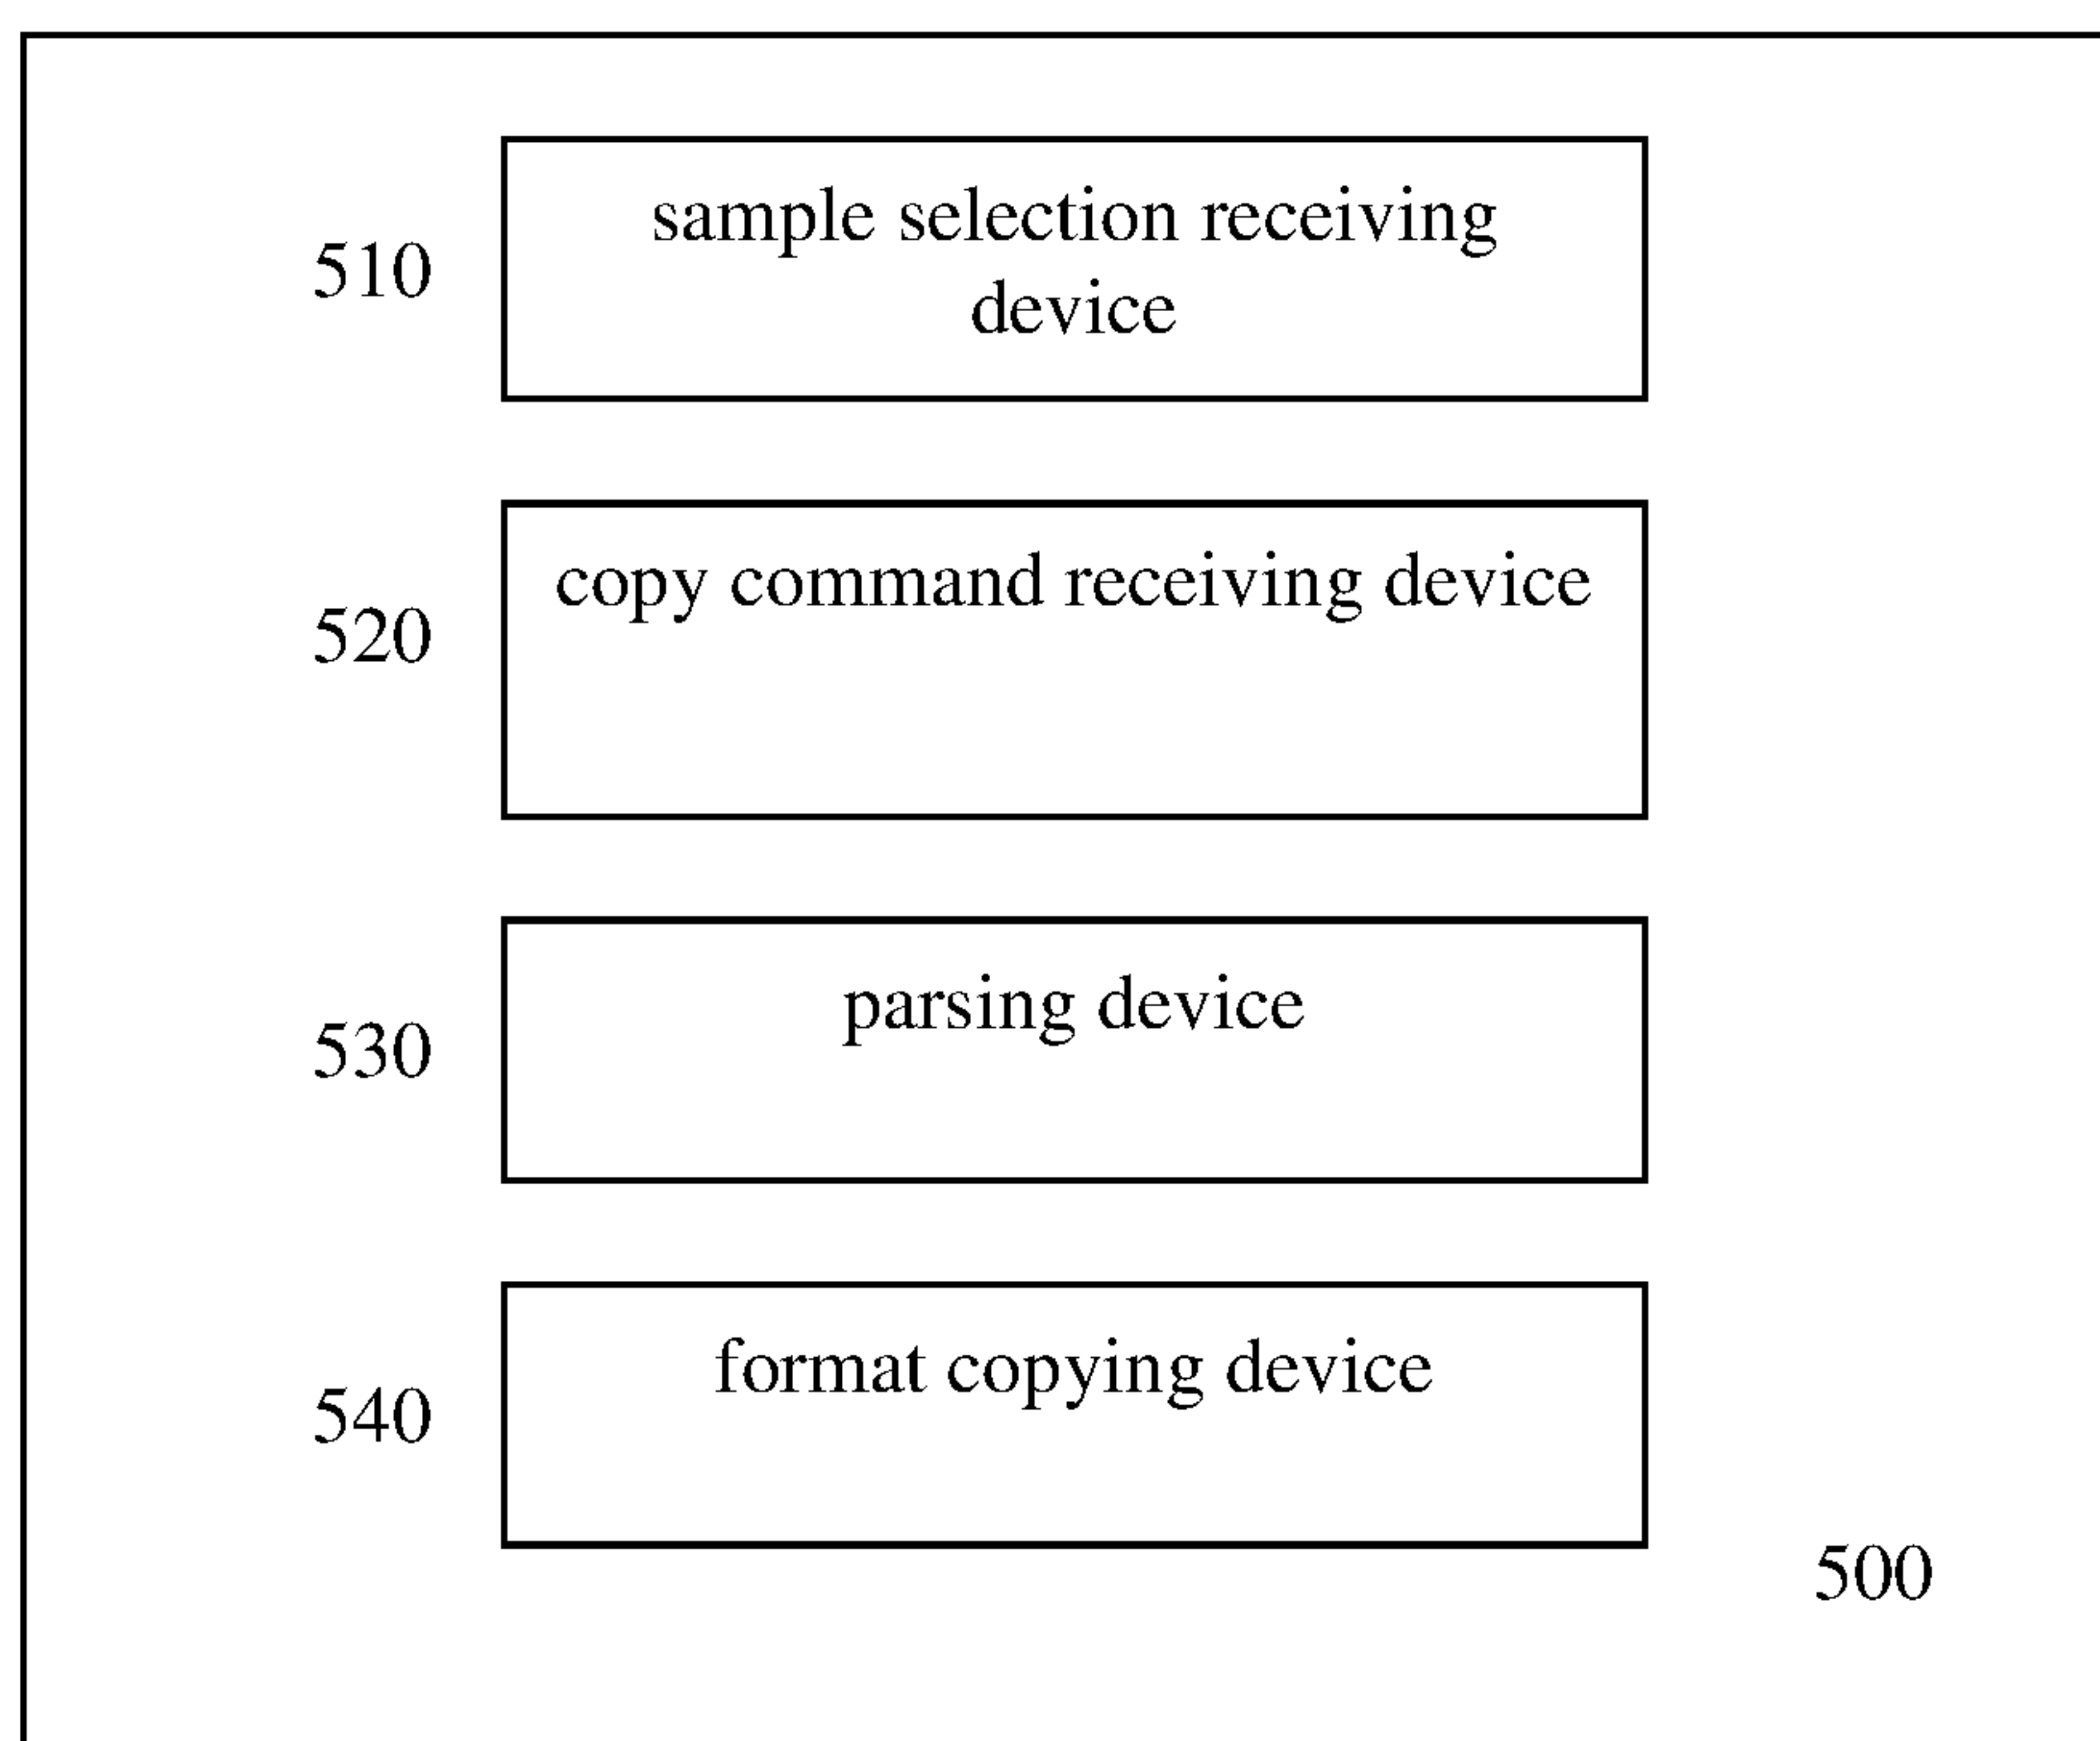 510
sample selection receiving
device
520
copy command receiving device
530
parsing device
540
format copying device
500